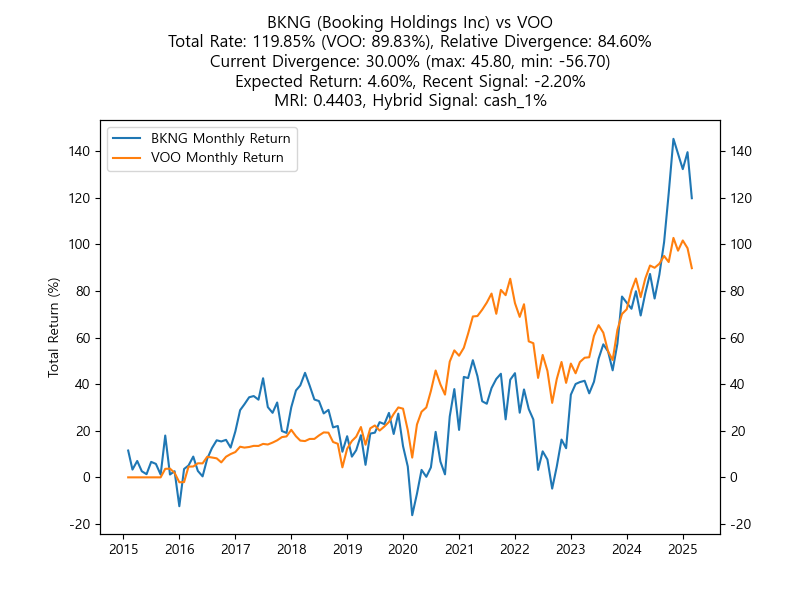 BKNG (Booking Holdings Inc) vs VOO
Total Rate: 119.85% (VOO: 89.83%), Relative Divergence: 84.60%
Current Divergence: 30.00% (max: 45.80, min: -56.70)
Expected Return: 4.60%, Recent Signal: -2.20%
MRI: 0.4403, Hybrid Signal: cash_1%
BKNG Monthly Return
VOO Monthly Return
Total Return (%)
140
120
100
80
60
40
20
0
-20
140
120
100
80
60
40
20
0
-20
2015 2016 2017 2018 2019 2020 2021 2022 2023 2024 2025